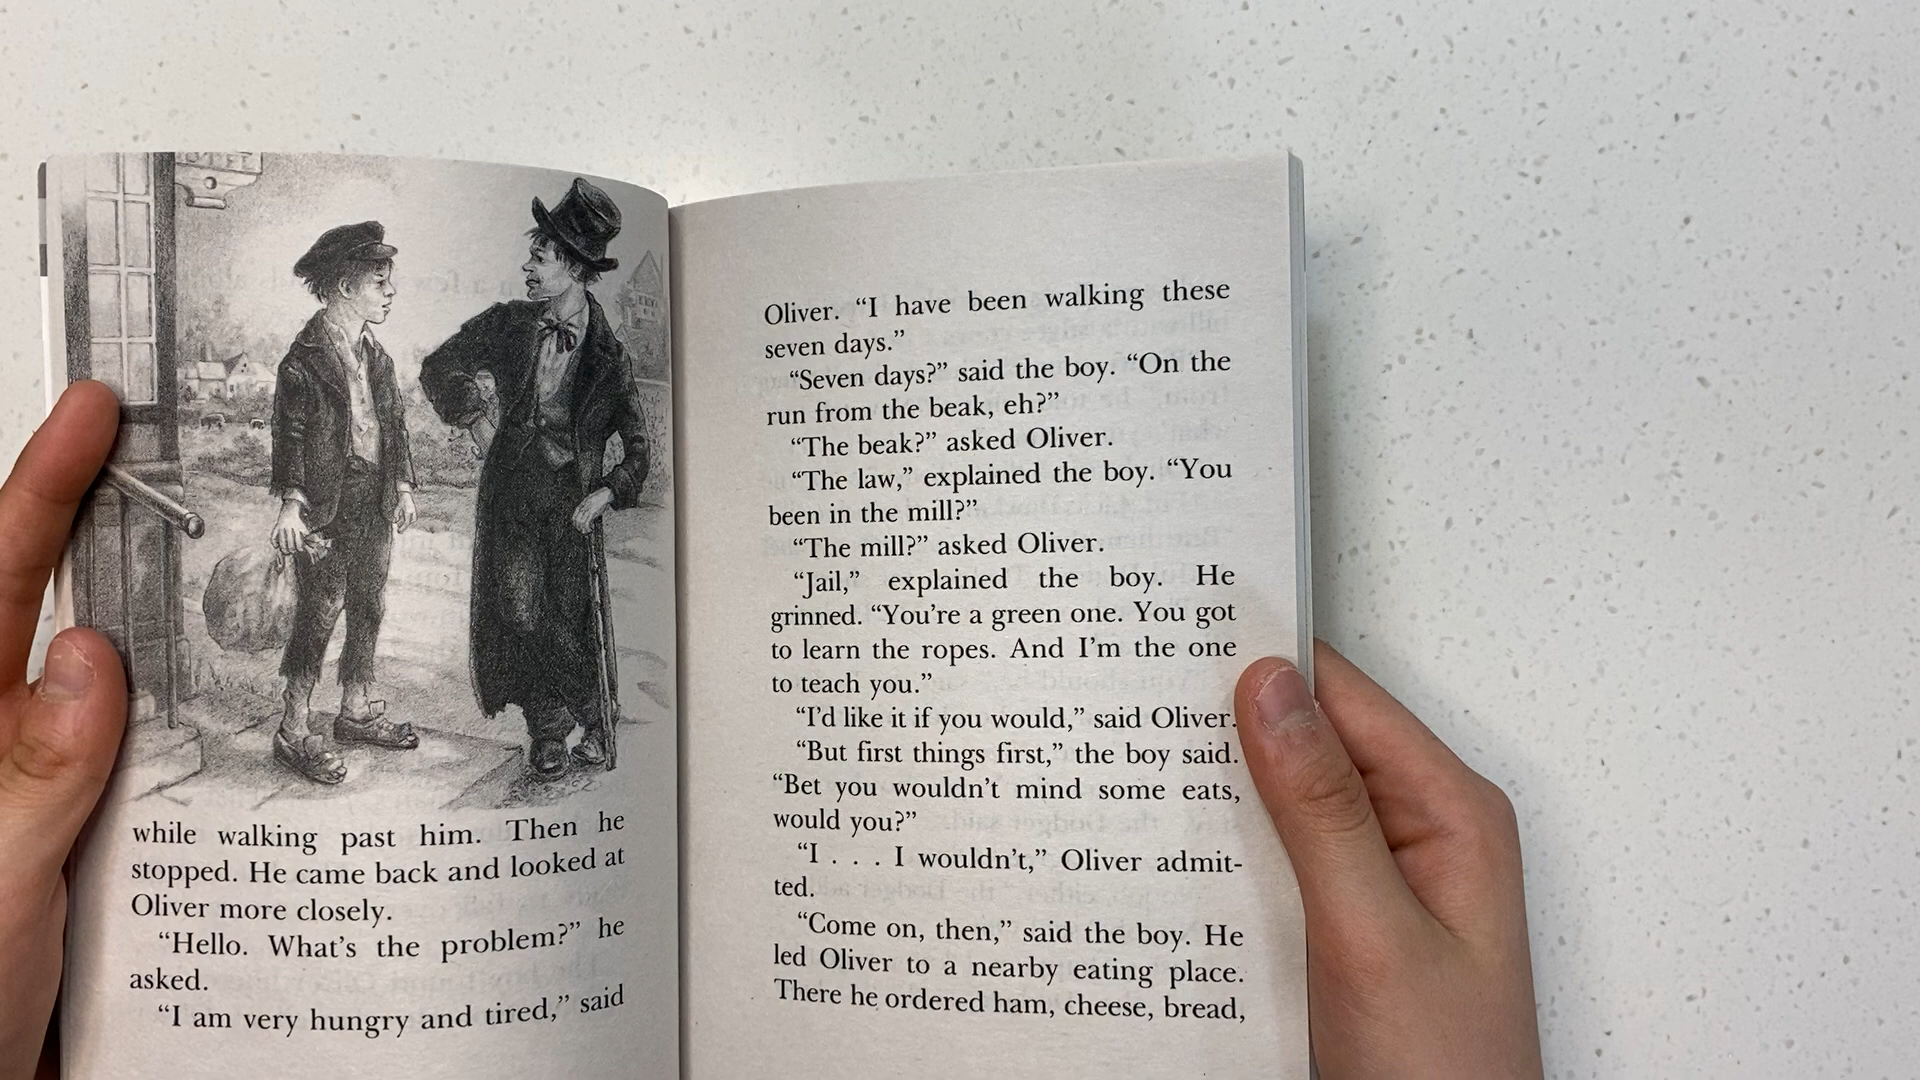 while walking past him. Then he
stopped. He came back and looked at
Oliver more closely.
“Hello. What’s the problem?” he
asked.
“I am very hungry and tired,” said
Oliver. “I have been walking these
seven days.”
“Seven days?” said the boy. “On the
run from the beak, eh?”
“The beak?” asked Oliver.
“The law,” explained the boy. “You
been in the mill?”
“The mill?” asked Oliver.
“Jail,” explained the boy. He
grinned. “You’re a green one. You got
to learn the ropes. And I’m the one
to teach you.”
“I’d like it if you would,” said Oliver.
“But first things first,” the boy said.
“Bet you wouldn’t mind some eats,
would you?”
“I . . . I wouldn’t,” Oliver admit-
ted.
“Come on, then,” said the boy. He
led Oliver to a nearby eating place.
There he ordered ham, cheese, bread,